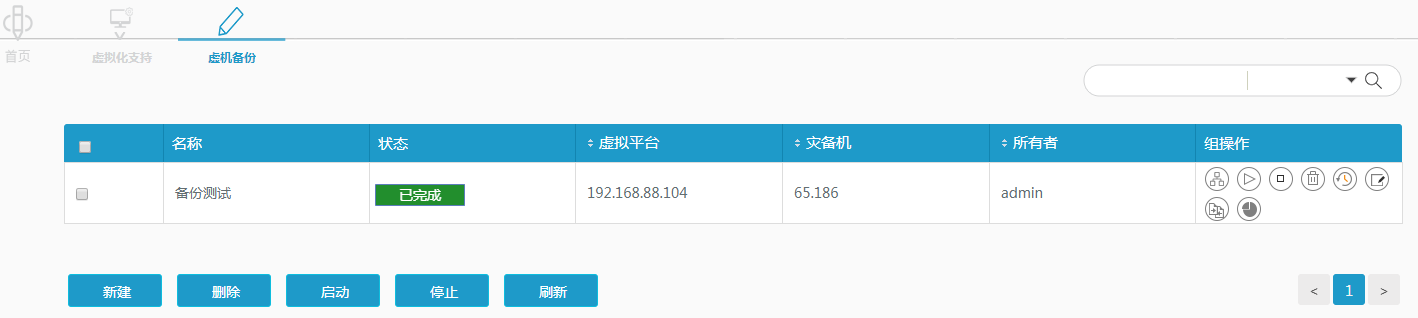 首页
虚拟化支持
虚机备份
名称 状态 虚拟平台 灾备机 所有者 组操作
备份测试 已完成 192.168.88.104 65.186 admin
新建 删除 启动 停止 刷新 < 1 >